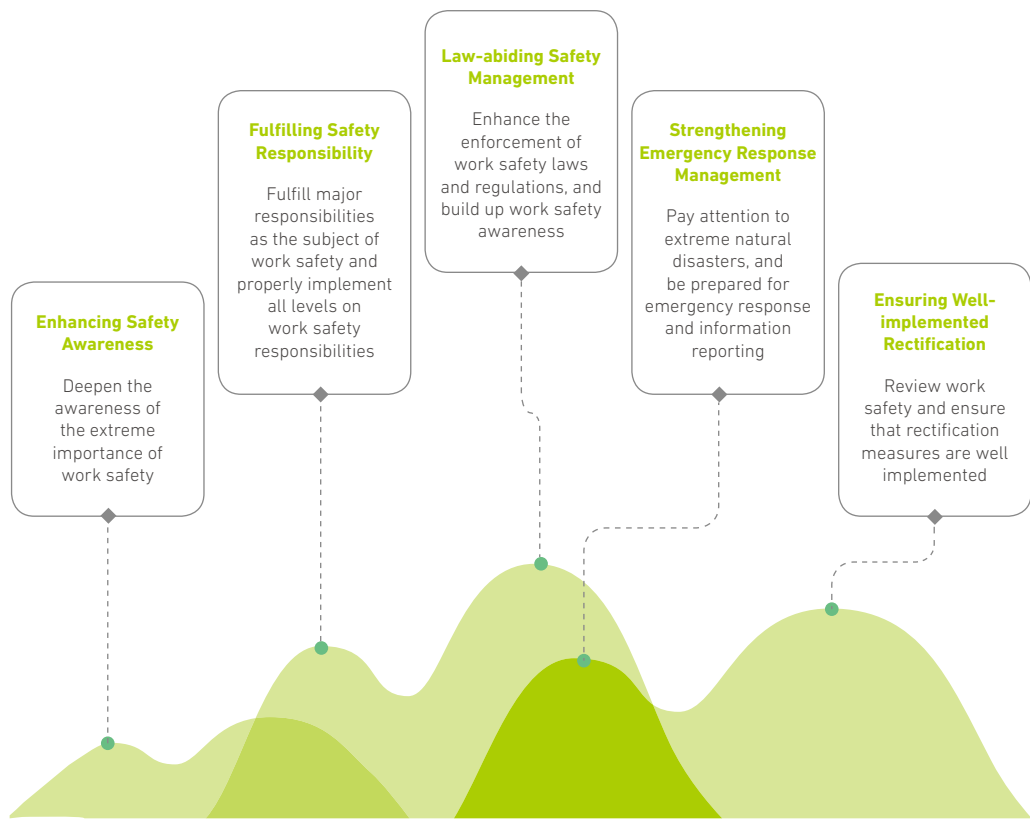 Enhancing Safety
Awareness
Deepen the
awareness of
the extreme
importance of
work safety
Fulfilling Safety
Responsibility
Fulfill major
responsibilities
as the subject of
work safety and
properly implement
all levels on
work safety
responsibilities
Law-abiding Safety
Management
Enhance the
enforcement of
work safety laws
and regulations, and
build up work safety
awareness
Strengthening
Emergency Response
Management
Pay attention to
extreme natural
disasters, and
be prepared for
emergency response
and information
reporting
Ensuring Well-
implemented
Rectification
Review work
safety and ensure
that rectification
measures are well
implemented